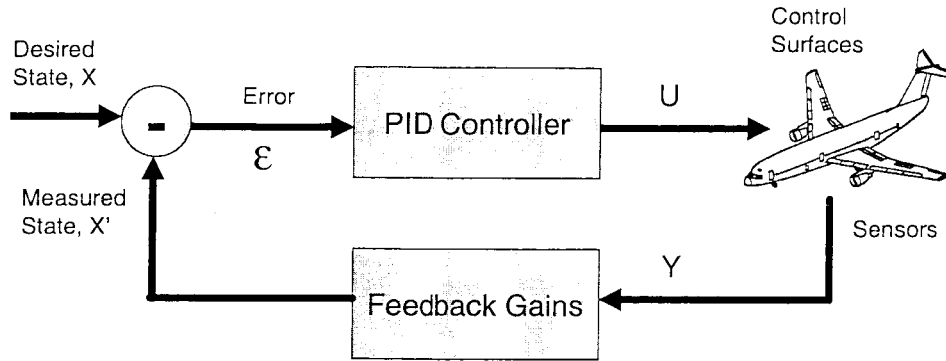 Desired
State, X
Error
ε
PID Controller
U
Control
Surfaces
Measured
State, X'
Feedback Gains
Y
Sensors